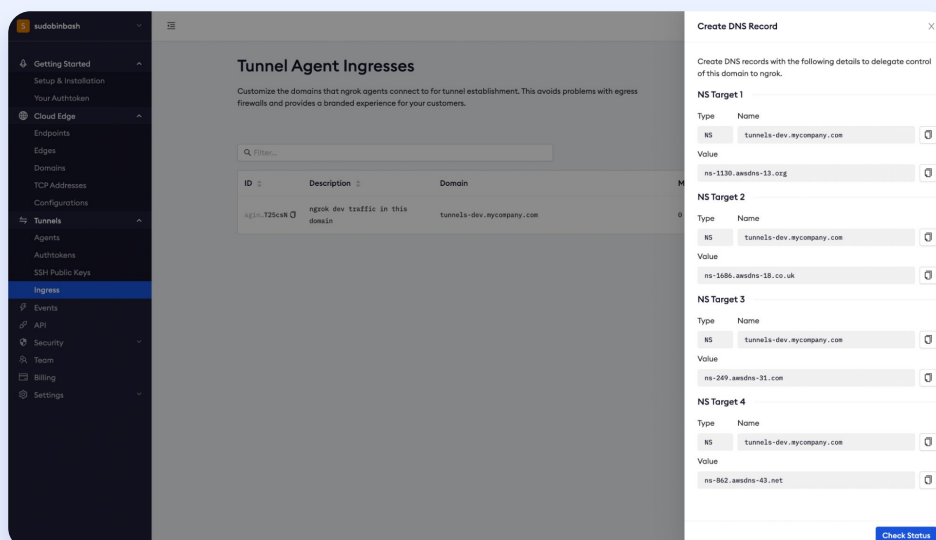 S sudobinbash
Getting Started
Setup & Installation
Your Authtoken
Cloud Edge
Endpoints
Edges
Domains
TCP Addresses
Configurations
Tunnels
Agents
Authtokens
SSH Public Keys
Ingress
Events
API
Security
Team
Billing
Settings
Tunnel Agent Ingresses
Customize the domains that ngrok agents connect to for tunnel establishment. This avoids problems with egress
firewalls and provides a branded experience for your customers.
Filter...
ID Description Domain M
agin…T2ScsN ngrok dev traffic in this tunnels-dev.mycompany.com 0
domain
Create DNS Record
Create DNS records with the following details to delegate control
of this domain to ngrok.
NS Target 1
Type Name
NS tunnels-dev.mycompany.com
Value
ns-1130.awsdns-13.org
NS Target 2
Type Name
NS tunnels-dev.mycompany.com
Value
ns-1686.awsdns-18.co.uk
NS Target 3
Type Name
NS tunnels-dev.mycompany.com
Value
ns-249.awsdns-31.com
NS Target 4
Type Name
NS tunnels-dev.mycompany.com
Value
ns-862.awsdns-43.net
Check Status